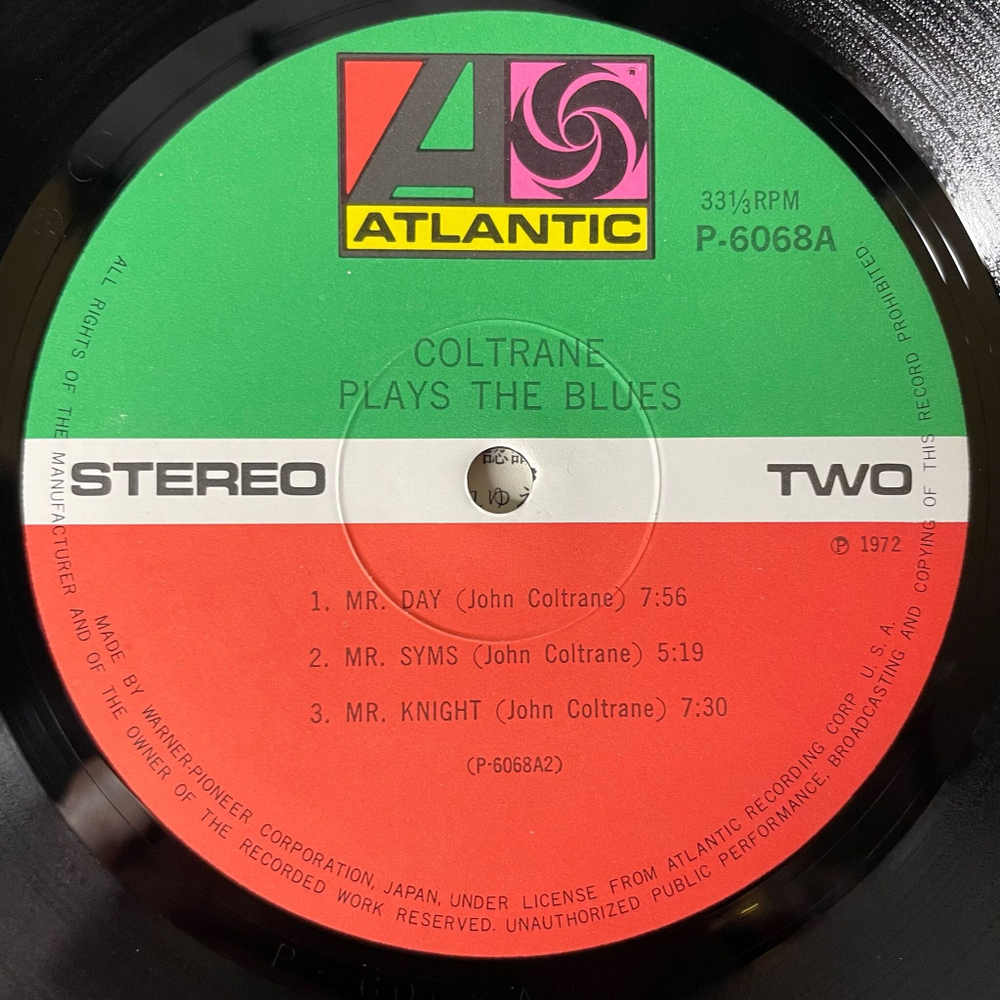 ATLANTIC
®
33⅓RPM
P-6068A
COLTRANE
PLAYS THE BLUES
STEREO
TWO
Ⓟ 1972
1. MR. DAY (John Coltrane) 7:56
2. MR. SYMS (John Coltrane) 5:19
3. MR. KNIGHT (John Coltrane) 7:30
(P-6068A2)
MADE BY WARNER-PIONEER CORPORATION, JAPAN, UNDER LICENSE FROM ATLANTIC RECORDING CORP. U. S. A.
ALL RIGHTS OF THE MANUFACTURER AND OF THE OWNER OF THE RECORDED WORK RESERVED. UNAUTHORIZED PUBLIC PERFORMANCE, BROADCASTING AND COPYING OF THIS RECORD PROHIBITED.